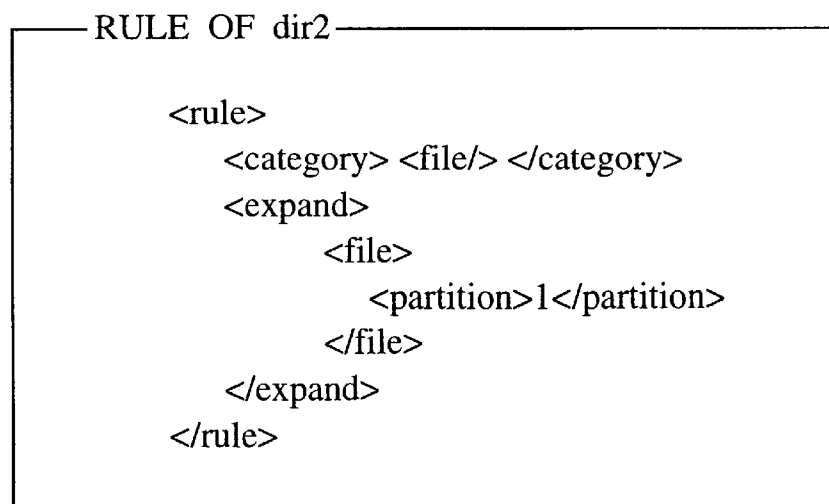 RULE OF dir2
<rule>
<category> <file/> </category>
<expand>
<file>
<partition>1</partition>
</file>
</expand>
</rule>